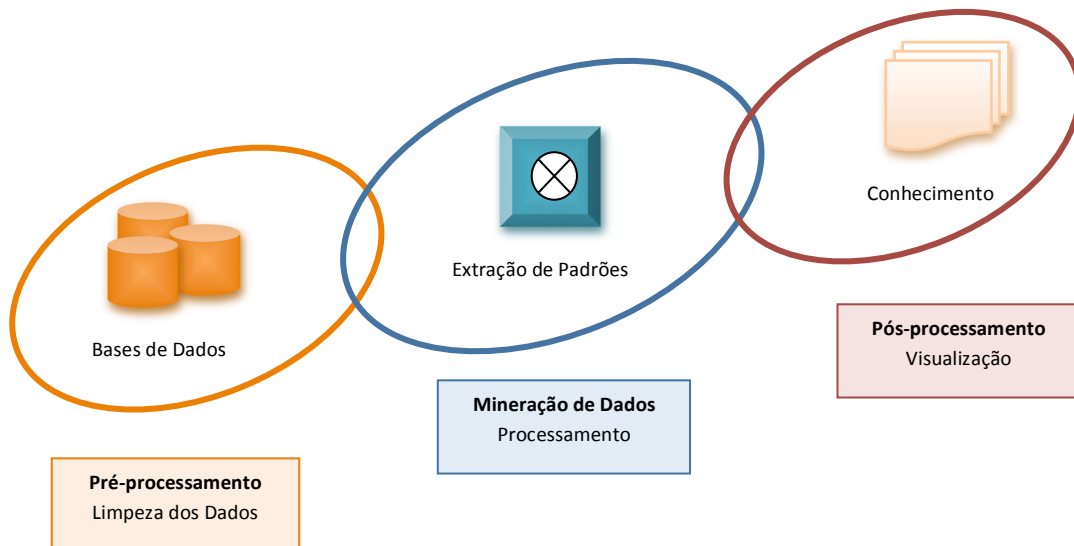 Conhecimento
Extração de Padrões
Bases de Dados
Pós-processamento
Visualização
Mineração de Dados
Processamento
Pré-processamento
Limpeza dos Dados